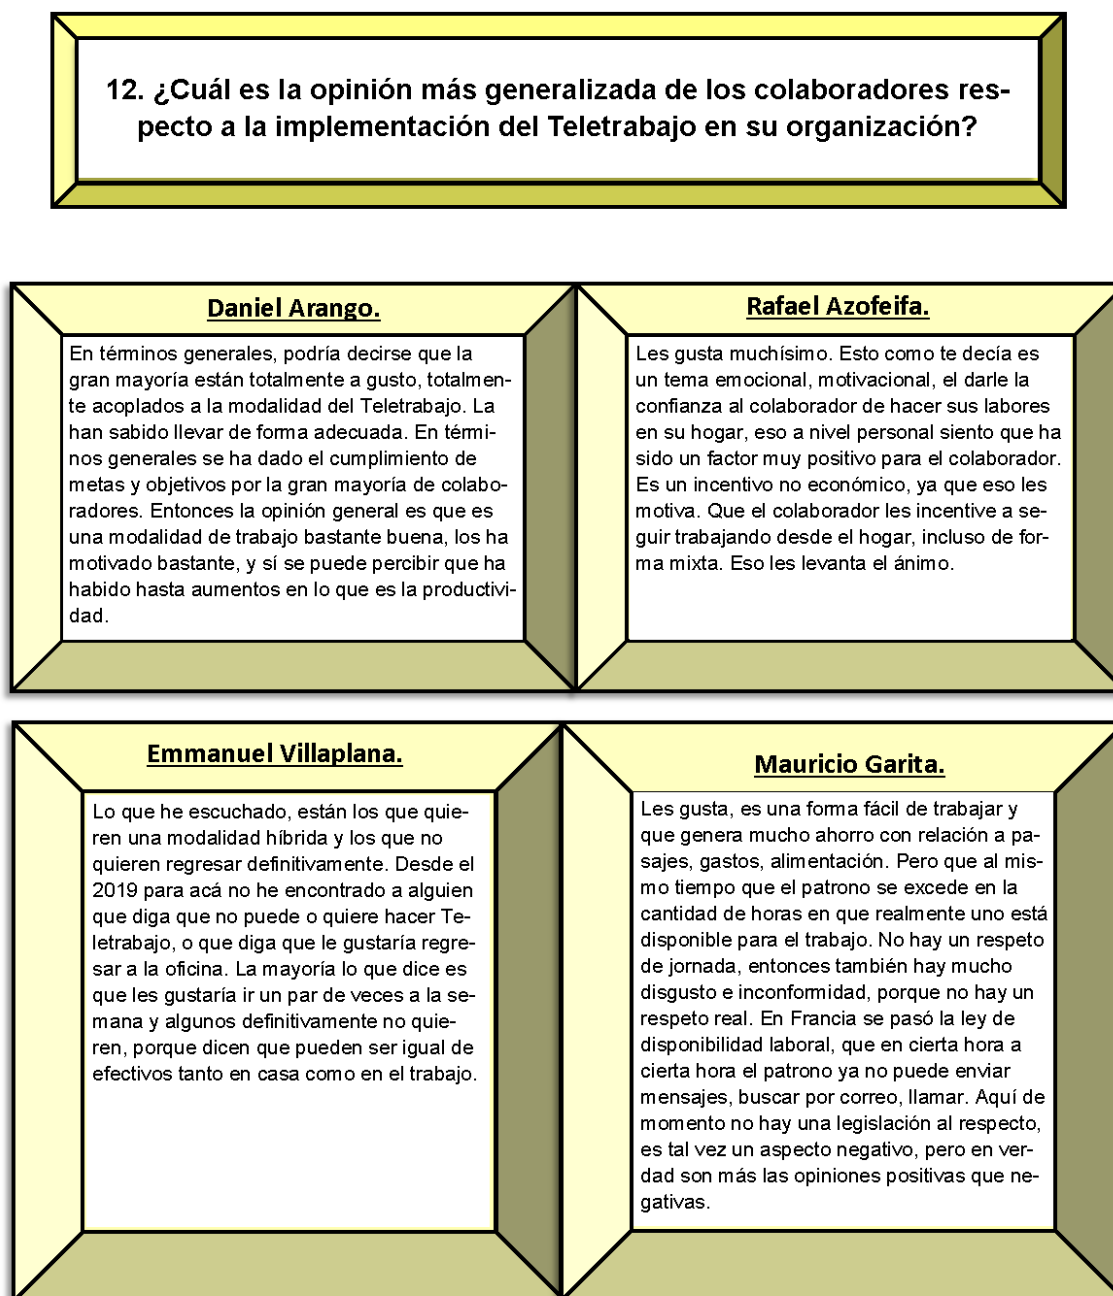 12. ¿Cuál es la opinión más generalizada de los colaboradores res-
pecto a la implementación del Teletrabajo en su organización?
Daniel Arango.
En términos generales, podría decirse que la
gran mayoría están totalmente a gusto, totalmen-
te acoplados a la modalidad del Teletrabajo. La
han sabido llevar de forma adecuada. En térmi-
nos generales se ha dado el cumplimiento de
metas y objetivos por la gran mayoría de colabo-
radores. Entonces la opinión general es que es
una modalidad de trabajo bastante buena, los ha
motivado bastante, y sí se puede percibir que ha
habido hasta aumentos en lo que es la productivi-
dad.
Rafael Azofeifa.
Les gusta muchísimo. Esto como te decía es
un tema emocional, motivacional, el darle la
confianza al colaborador de hacer sus labores
en su hogar, eso a nivel personal siento que ha
sido un factor muy positivo para el colaborador.
Es un incentivo no económico, ya que eso les
motiva. Que el colaborador les incentive a se-
guir trabajando desde el hogar, incluso de for-
ma mixta. Eso les levanta el ánimo.
Emmanuel Villaplana.
Lo que he escuchado, están los que quie-
ren una modalidad híbrida y los que no
quieren regresar definitivamente. Desde el
2019 para acá no he encontrado a alguien
que diga que no puede o quiere hacer Te-
letrabajo, o que diga que le gustaría regre-
sar a la oficina. La mayoría lo que dice es
que les gustaría ir un par de veces a la se-
mana y algunos definitivamente no quie-
ren, porque dicen que pueden ser igual de
efectivos tanto en casa como en el trabajo.
Mauricio Garita.
Les gusta, es una forma fácil de trabajar y
que genera mucho ahorro con relación a pa-
sajes, gastos, alimentación. Pero que al mis-
mo tiempo que el patrono se excede en la
cantidad de horas en que realmente uno está
disponible para el trabajo. No hay un respeto
de jornada, entonces también hay mucho
disgusto e inconformidad, porque no hay un
respeto real. En Francia se pasó la ley de
disponibilidad laboral, que en cierta hora a
cierta hora el patrono ya no puede enviar
mensajes, buscar por correo, llamar. Aquí de
momento no hay una legislación al respecto,
es tal vez un aspecto negativo, pero en ver-
dad son más las opiniones positivas que ne-
gativas.